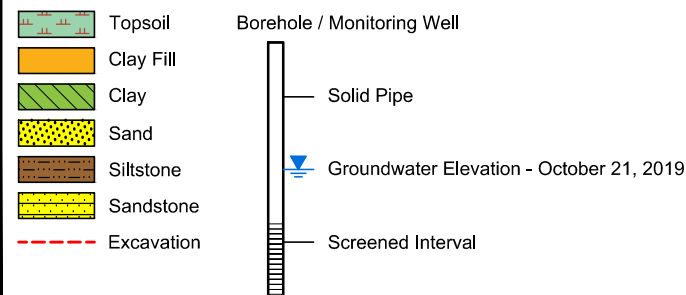 Topsoil
Clay Fill
Clay
Sand
Siltstone
Sandstone
Excavation
Borehole / Monitoring Well
Solid Pipe
Groundwater Elevation - October 21, 2019
Screened Interval